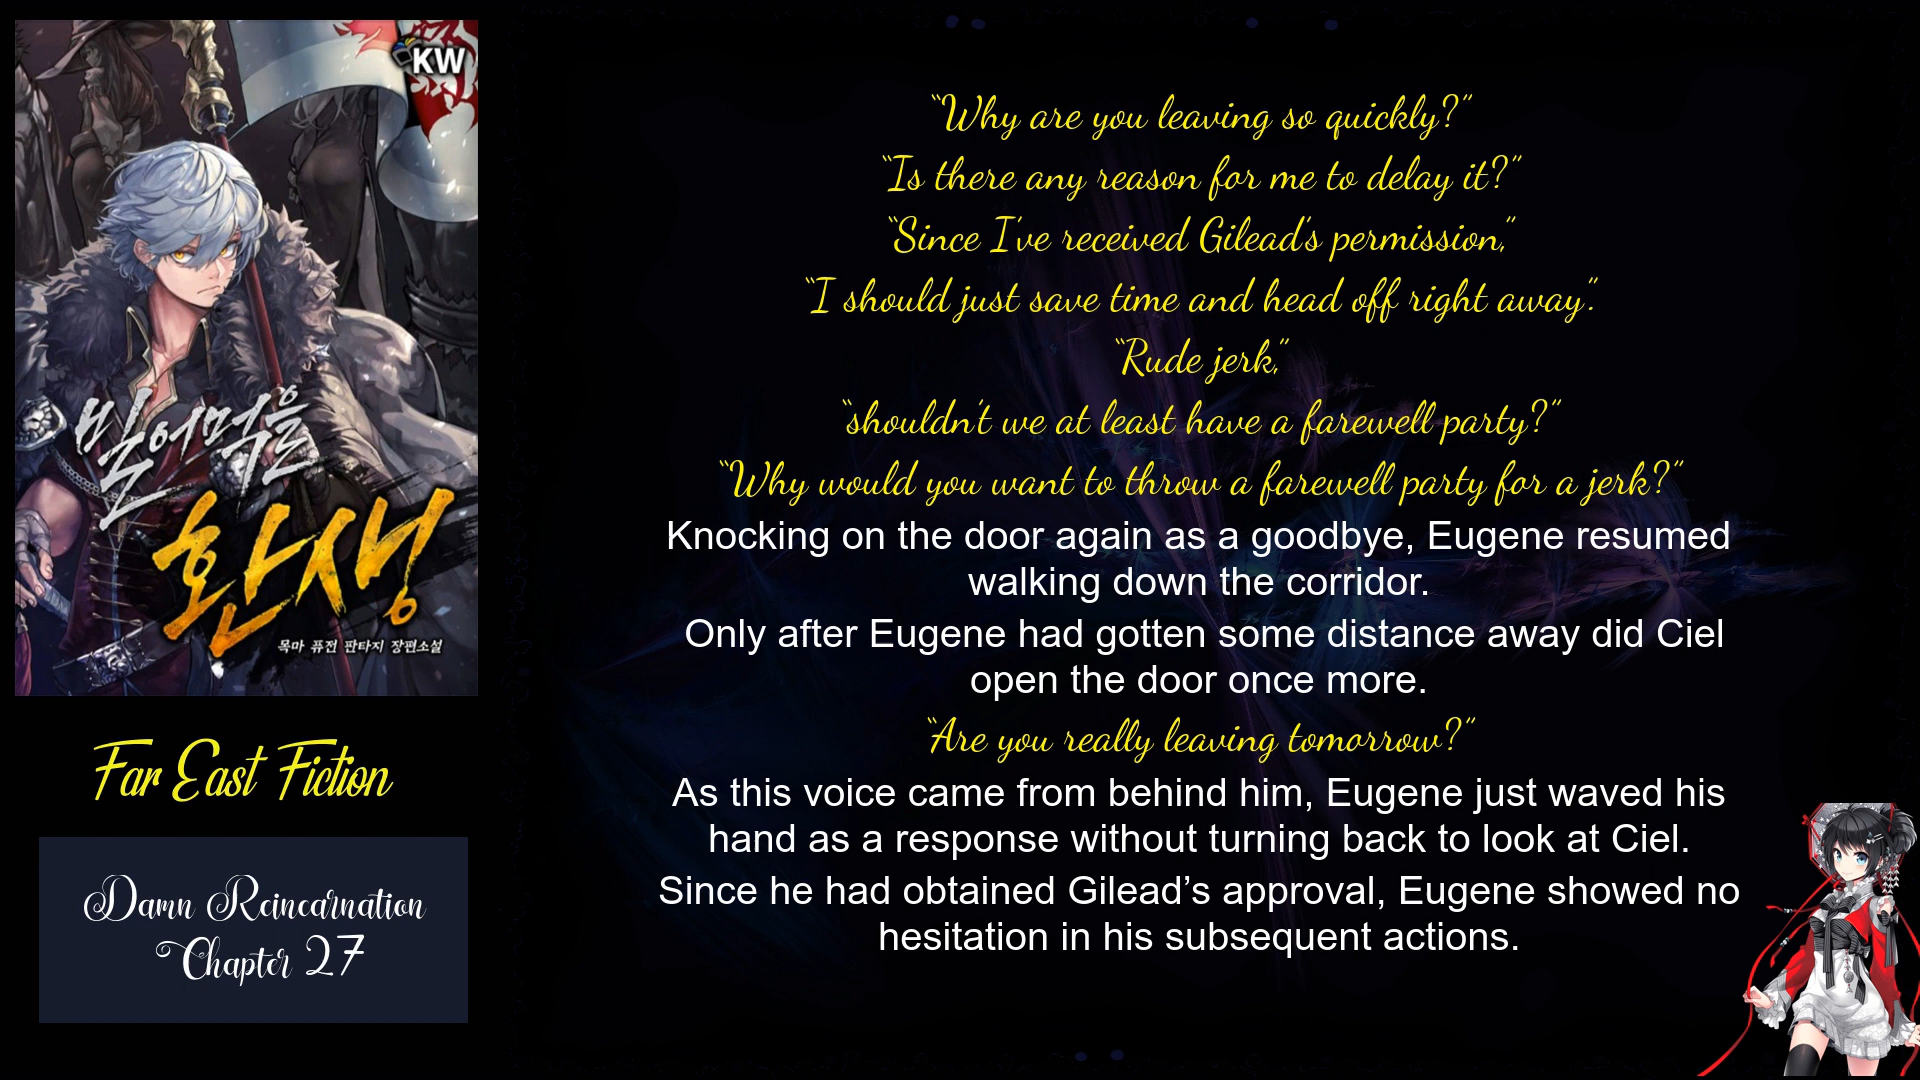 KW
빌어먹을
환생
목마 퓨전 판타지 장편소설
Far East Fiction
Damn Reincarnation
Chapter 27
“Why are you leaving so quickly?”
“Is there any reason for me to delay it?”
“Since I’ve received Gilead’s permission,”
“I should just save time and head off right away.”
“Rude jerk,”
“shouldn’t we at least have a farewell party?”
“Why would you want to throw a farewell party for a jerk?”
Knocking on the door again as a goodbye, Eugene resumed
walking down the corridor.
Only after Eugene had gotten some distance away did Ciel
open the door once more.
“Are you really leaving tomorrow?”
As this voice came from behind him, Eugene just waved his
hand as a response without turning back to look at Ciel.
Since he had obtained Gilead’s approval, Eugene showed no
hesitation in his subsequent actions.